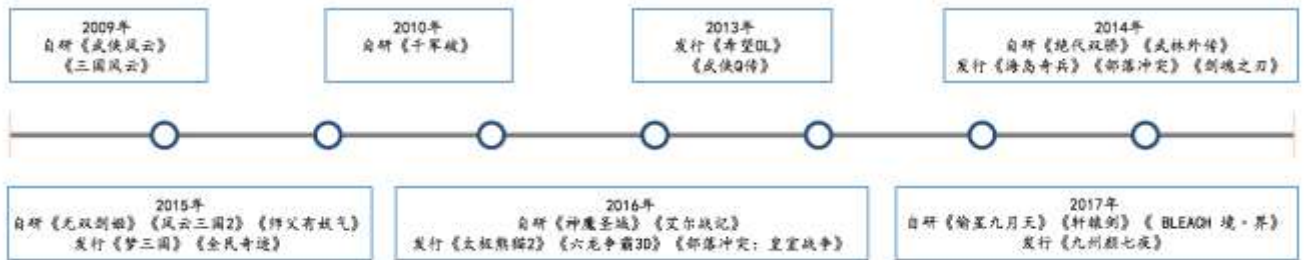 2009年
自研《武侠风云》
《三国风云》
2010年
自研《千军破》
2013年
发行《希望OL》
《武侠Q传》
2014年
自研《绝代双骄》《武林外传》
发行《海岛奇兵》《部落冲突》《剑魂之刃》
2015年
自研《无双剑姬》《风云三国2》《师父有妖气》
发行《梦三国》《全民奇迹》
2016年
自研《神魔圣域》《艾尔战记》
发行《太极熊猫2》《六龙争霸3D》《部落冲突：皇室战争》
2017年
自研《偷星九月天》《轩辕剑》《 BLEACH 境·界》
发行《九州颜七夜》